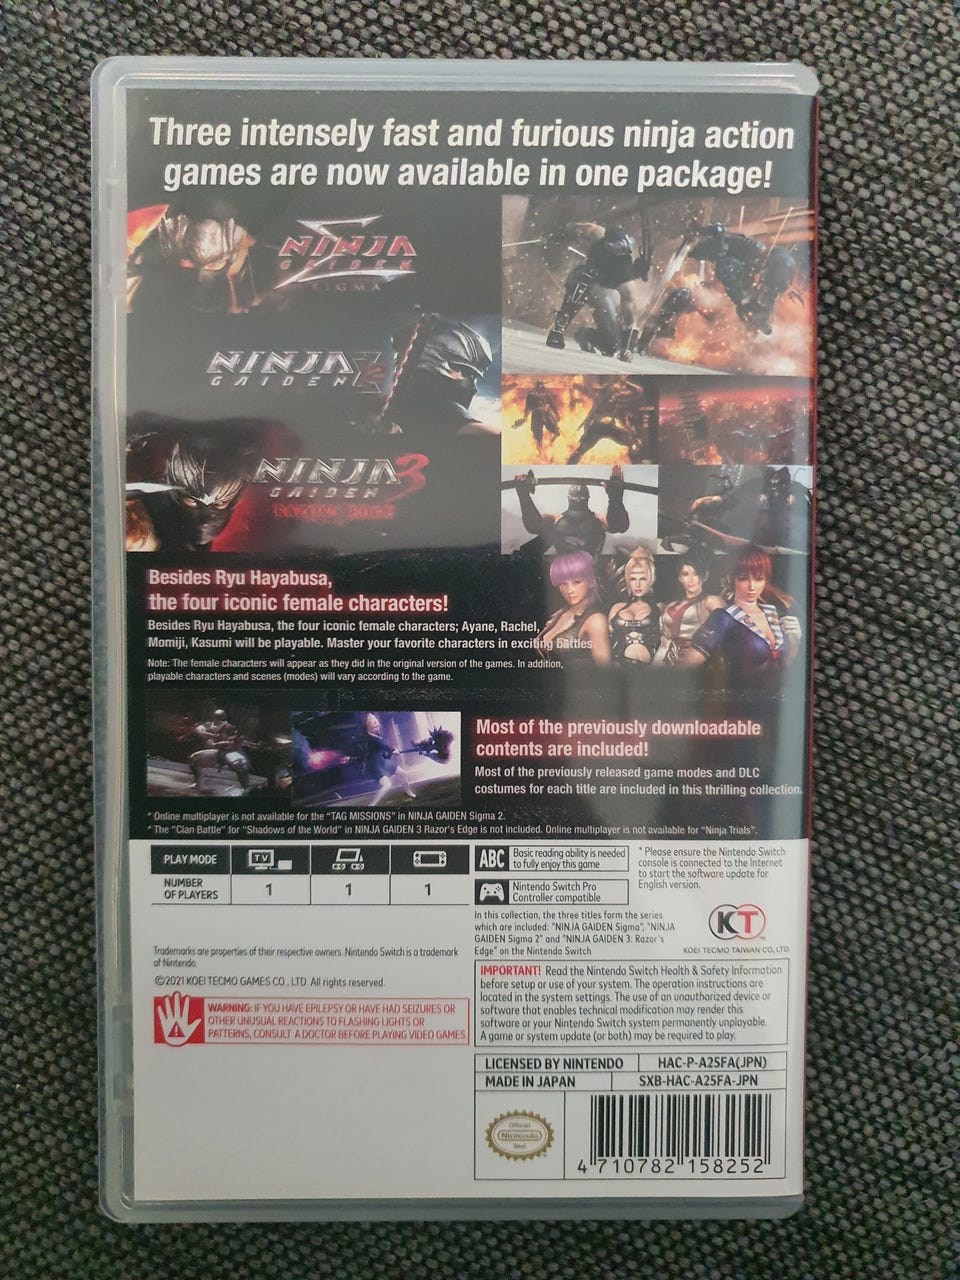 Three intensely fast and furious ninja action
games are now available in one package!
NINJA
GAIDEN
SIGMA
NINJA
GAIDEN Σ2
NINJA 3
GAIDEN
RAZOR'S EDGE
Besides Ryu Hayabusa,
the four iconic female characters!
Besides Ryu Hayabusa, the four iconic female characters; Ayane, Rachel,
Momiji, Kasumi will be playable. Master your favorite characters in exciting battles.
Note: The female characters will appear as they did in the original version of the games. In addition,
playable characters and scenes (modes) will vary according to the game.
Most of the previously downloadable
contents are included!
Most of the previously released game modes and DLC
costumes for each title are included in this thrilling collection.
* Online multiplayer is not available for the "TAG MISSIONS" in NINJA GAIDEN Sigma 2.
* The "Clan Battle" for "Shadows of the World" in NINJA GAIDEN 3 Razor's Edge is not included. Online multiplayer is not available for "Ninja Trials".
PLAY MODE TV
NUMBER
OF PLAYERS 1 1 1
ABC Basic reading ability is needed
to fully enjoy this game
Nintendo Switch Pro
Controller compatible
* Please ensure the Nintendo Switch
console is connected to the Internet
to start the software update for
English version.
In this collection, the three titles form the series
which are included: "NINJA GAIDEN Sigma", "NINJA
GAIDEN Sigma 2" and "NINJA GAIDEN 3: Razor's
Edge" on the Nintendo Switch
KT
TM
KOEI TECMO TAIWAN CO., LTD.
Trademarks are properties of their respective owners. Nintendo Switch is a trademark
of Nintendo.
©2021 KOEI TECMO GAMES CO., LTD. All rights reserved.
WARNING: IF YOU HAVE EPILEPSY OR HAVE HAD SEIZURES OR
OTHER UNUSUAL REACTIONS TO FLASHING LIGHTS OR
PATTERNS, CONSULT A DOCTOR BEFORE PLAYING VIDEO GAMES
IMPORTANT! Read the Nintendo Switch Health & Safety Information
before setup or use of your system. The operation instructions are
located in the system settings. The use of an unauthorized device or
software that enables technical modification may render this
software or your Nintendo Switch system permanently unplayable.
A game or system update (or both) may be required to play.
LICENSED BY NINTENDO HAC-P-A25FA(JPN)
MADE IN JAPAN SXB-HAC-A25FA-JPN
Official
Nintendo
Seal
4 710782 158252